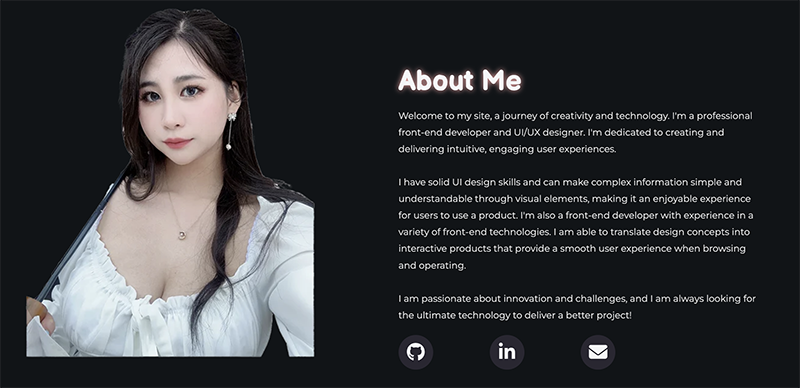 About Me
Welcome to my site, a journey of creativity and technology. I'm a professional
front-end developer and UI/UX designer. I'm dedicated to creating and
delivering intuitive, engaging user experiences.
I have solid UI design skills and can make complex information simple and
understandable through visual elements, making it an enjoyable experience
for users to use a product. I'm also a front-end developer with experience in a
variety of front-end technologies. I am able to translate design concepts into
interactive products that provide a smooth user experience when browsing
and operating.
I am passionate about innovation and challenges, and I am always looking for
the ultimate technology to deliver a better project!
in